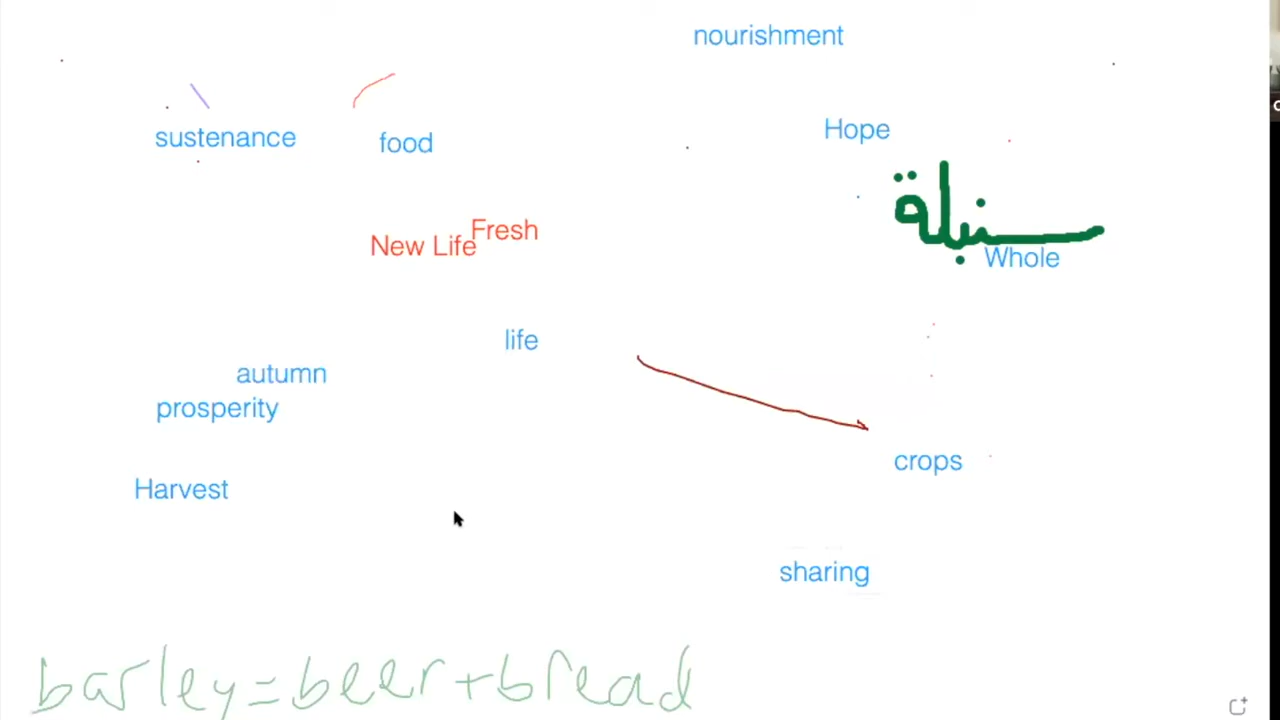 nourishment
Hope
sustenance
food
سنبلة
Fresh
New Life
Whole
life
autumn
prosperity
crops
Harvest
sharing
barley=beer+bread